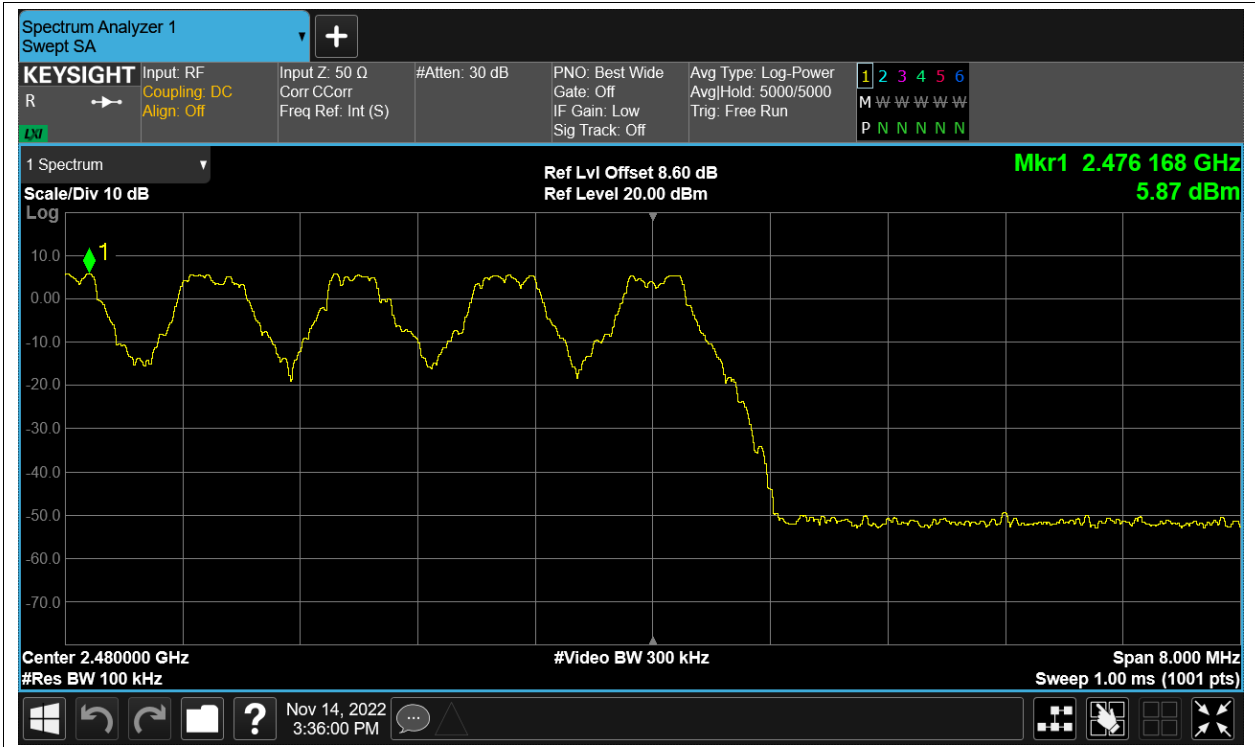 Spectrum Analyzer 1
Swept SA
KEYSIGHT
R
LXI
Input: RF
Coupling: DC
Align: Off
Input Z: 50 Ω
Corr CCorr
Freq Ref: Int (S)
#Atten: 30 dB
PNO: Best Wide
Gate: Off
IF Gain: Low
Sig Track: Off
Avg Type: Log-Power
Avg|Hold: 5000/5000
Trig: Free Run
1 2 3 4 5 6
M W W W W W
P N N N N N
1 Spectrum
Scale/Div 10 dB
Log
Ref Lvl Offset 8.60 dB
Ref Level 20.00 dBm
Mkr1 2.476 168 GHz
5.87 dBm
1
10.0
0.00
-10.0
-20.0
-30.0
-40.0
-50.0
-60.0
-70.0
Center 2.480000 GHz
#Res BW 100 kHz
#Video BW 300 kHz
Span 8.000 MHz
Sweep 1.00 ms (1001 pts)
?
Nov 14, 2022
3:36:00 PM